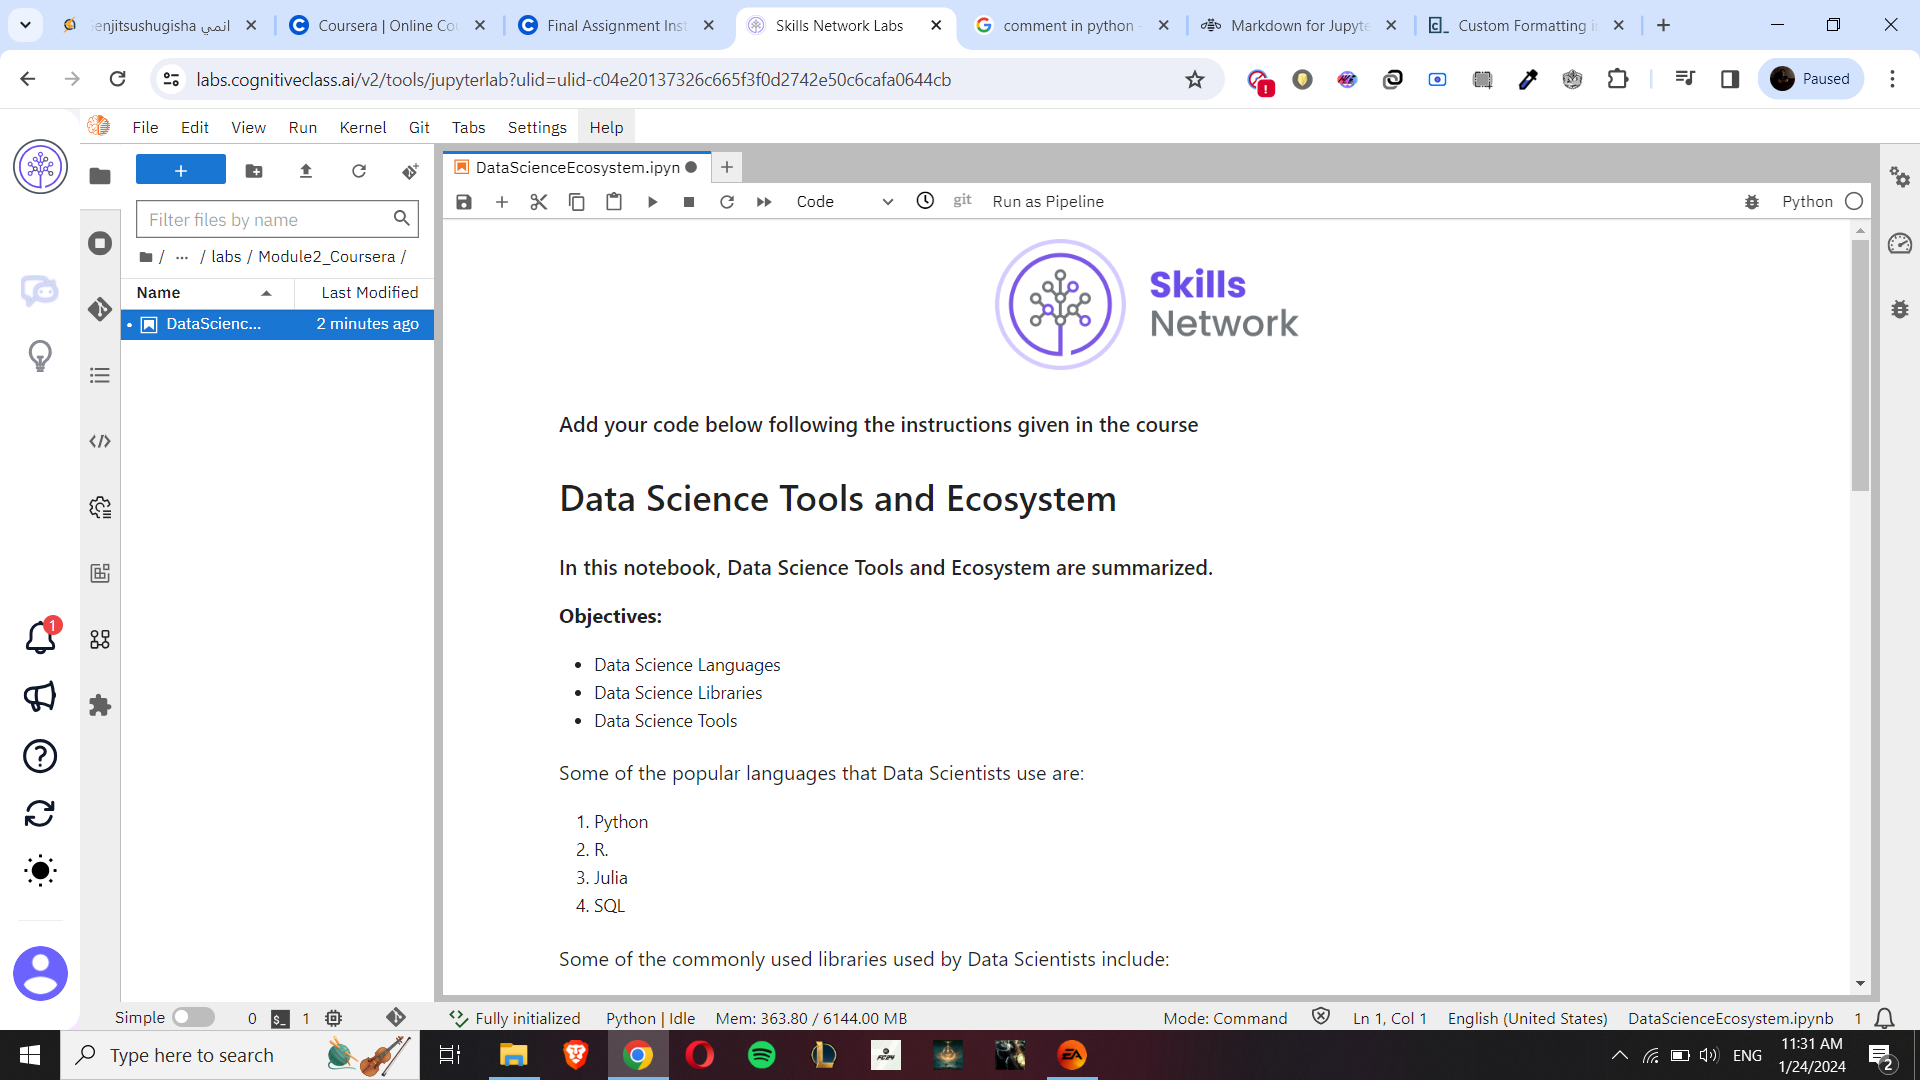 انمي Genjitsushugisha
Coursera | Online Co
Final Assignment Inst
Skills Network Labs
comment in python -
Markdown for Jupyte
Custom Formatting i
labs.cognitiveclass.ai/v2/tools/jupyterlab?ulid=ulid-c04e20137326c665f3f0d2742e50c6cafa0644cb
Paused
File Edit View Run Kernel Git Tabs Settings Help
DataScienceEcosystem.ipyn
Filter files by name
Code
git
Run as Pipeline
Python
/ ... / labs / Module2_Coursera /
Name Last Modified
DataScienc... 2 minutes ago
Skills
Network
Add your code below following the instructions given in the course
Data Science Tools and Ecosystem
In this notebook, Data Science Tools and Ecosystem are summarized.
Objectives:
• Data Science Languages
• Data Science Libraries
• Data Science Tools
Some of the popular languages that Data Scientists use are:
1. Python
2. R.
3. Julia
4. SQL
Some of the commonly used libraries used by Data Scientists include:
1
Simple 0 $_ 1 Fully initialized Python | Idle Mem: 363.80 / 6144.00 MB Mode: Command Ln 1, Col 1 English (United States) DataScienceEcosystem.ipynb 1
Type here to search
FC24
EA
ENG
11:31 AM
1/24/2024
2